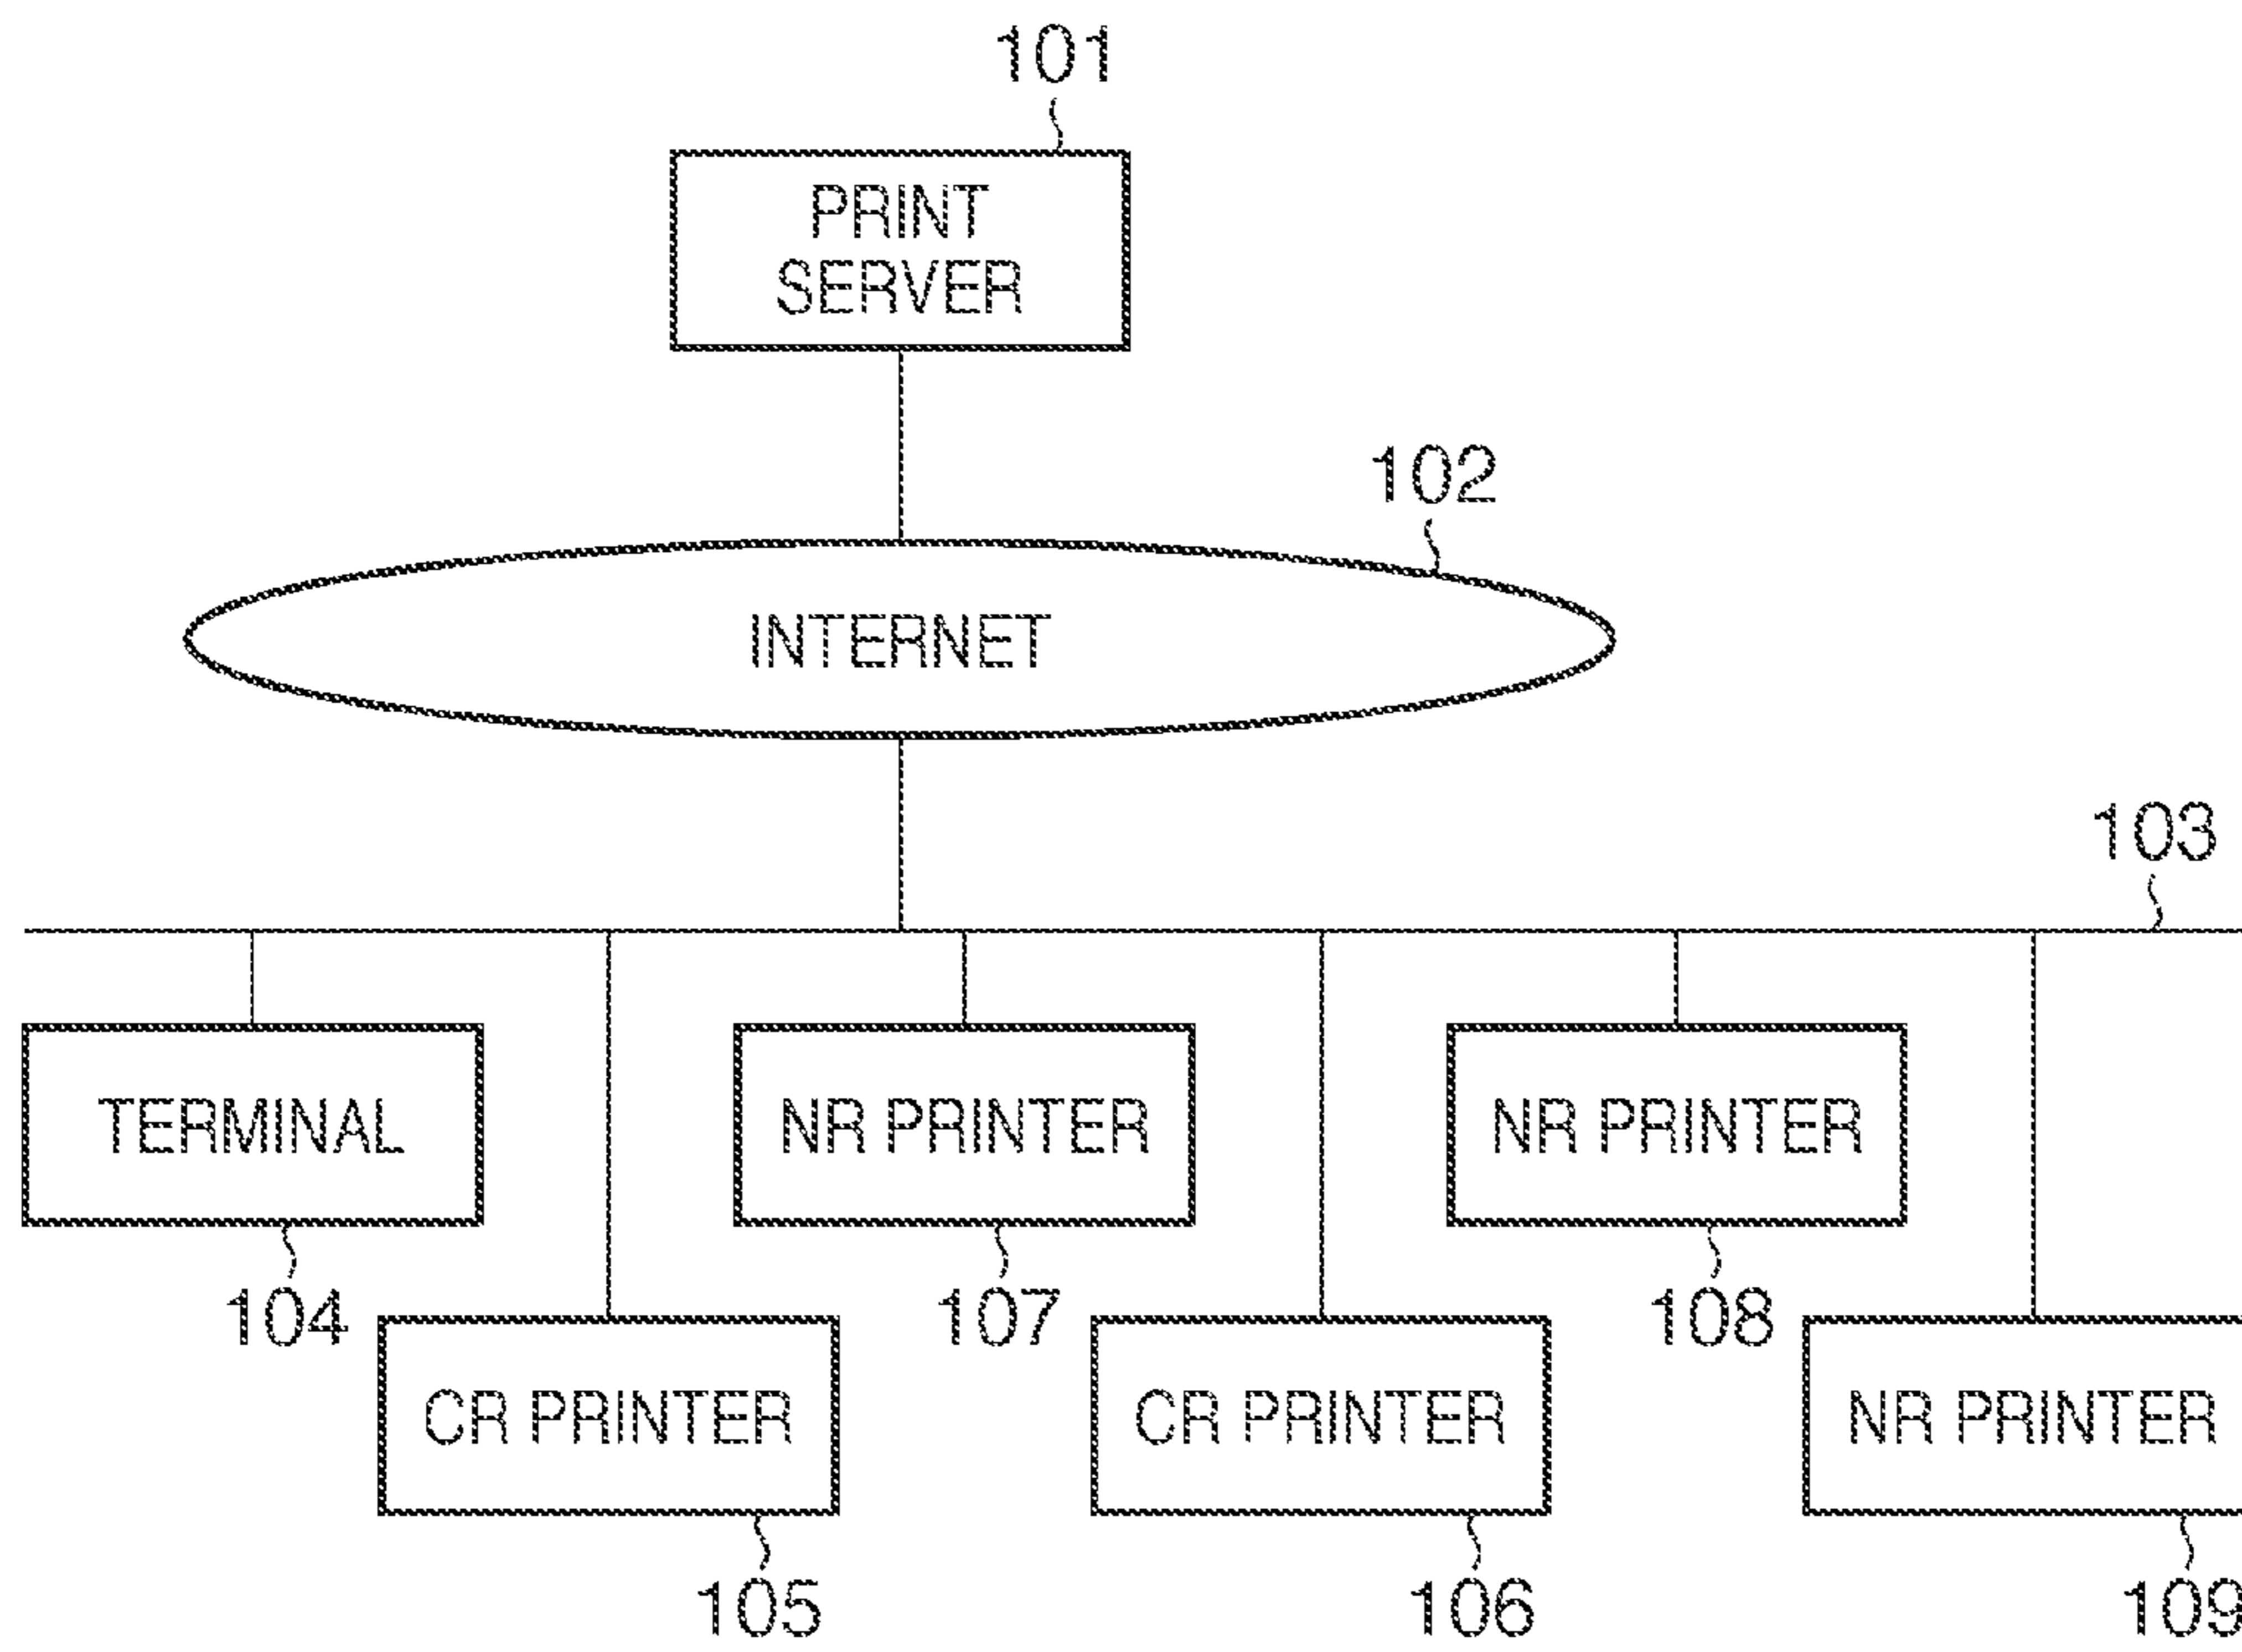 101
PRINT
SERVER
102
INTERNET
103
TERMINAL
NR PRINTER
NR PRINTER
104
107
108
CR PRINTER
CR PRINTER
NR PRINTER
105
106
109